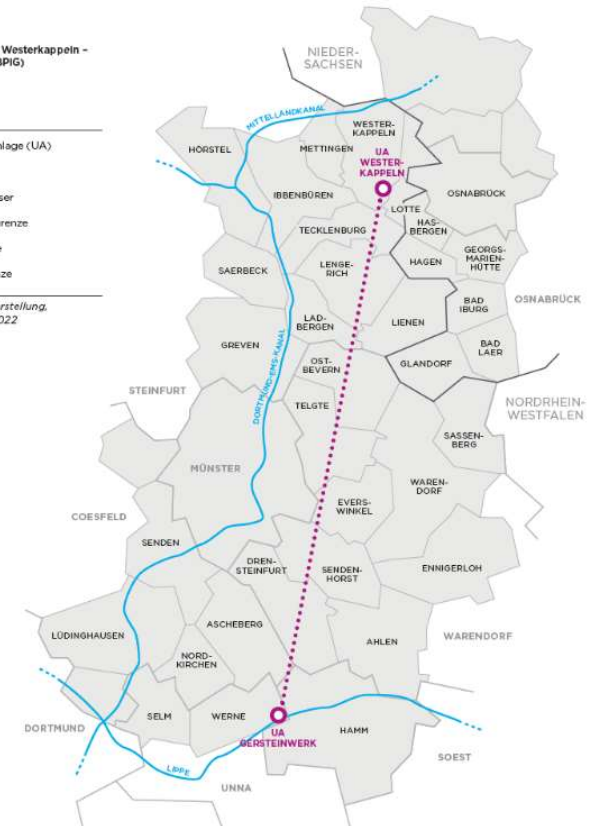 Westerkappeln –
BPlG)
nlage (UA)
ser
renze
e
ze
rstellung,
2022
NIEDER-
SACHSEN
MITTELLANDKANAL
WESTER-
KAPPELN
HÖRSTEL
METTINGEN
UA
WESTER-
KAPPELN
IBBENBÜREN
OSNABRÜCK
LOTTE
HAS-
BERGEN
TECKLENBURG
GEORGS-
MARIEN-
HÜTTE
HAGEN
LENGE-
RICH
SAERBECK
BAD
IBURG
OSNABRÜCK
LAD-
BERGEN
LIENEN
GREVEN
BAD
LAER
OST-
BEVERN
GLANDORF
DORTMUND-EMS-KANAL
STEINFURT
TELGTE
NORDRHEIN-
WESTFALEN
SASSEN-
BERG
MÜNSTER
WAREN-
DORF
EVERS-
WINKEL
COESFELD
SENDEN
DREN-
STEINFURT
SENDEN-
HORST
ENNIGERLOH
ASCHEBERG
LÜDINGHAUSEN
AHLEN
WARENDORF
NORD-
KIRCHEN
SELM
WERNE
DORTMUND
UA
GERSTEINWERK
HAMM
SOEST
LIPPE
UNNA